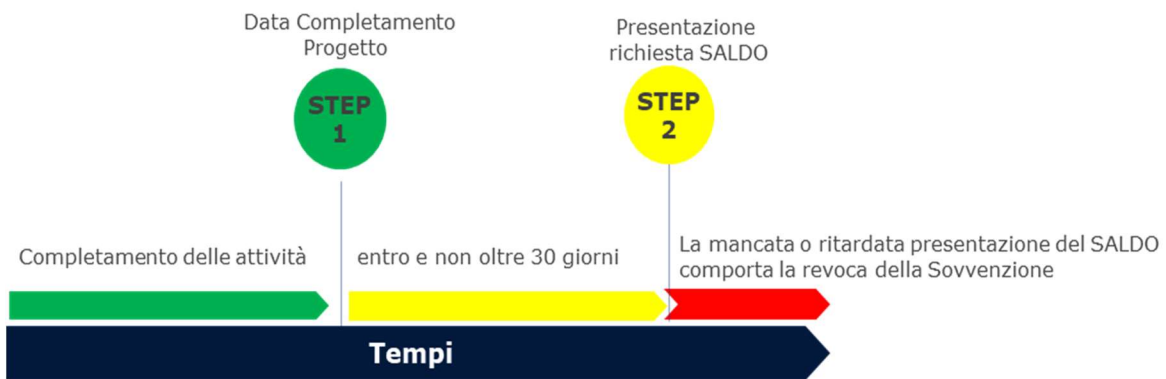 Data Completamento
Progetto
STEP
1
Presentazione
richiesta SALDO
STEP
2
Completamento delle attività
entro e non oltre 30 giorni
La mancata o ritardata presentazione del SALDO
comporta la revoca della Sovvenzione
Tempi